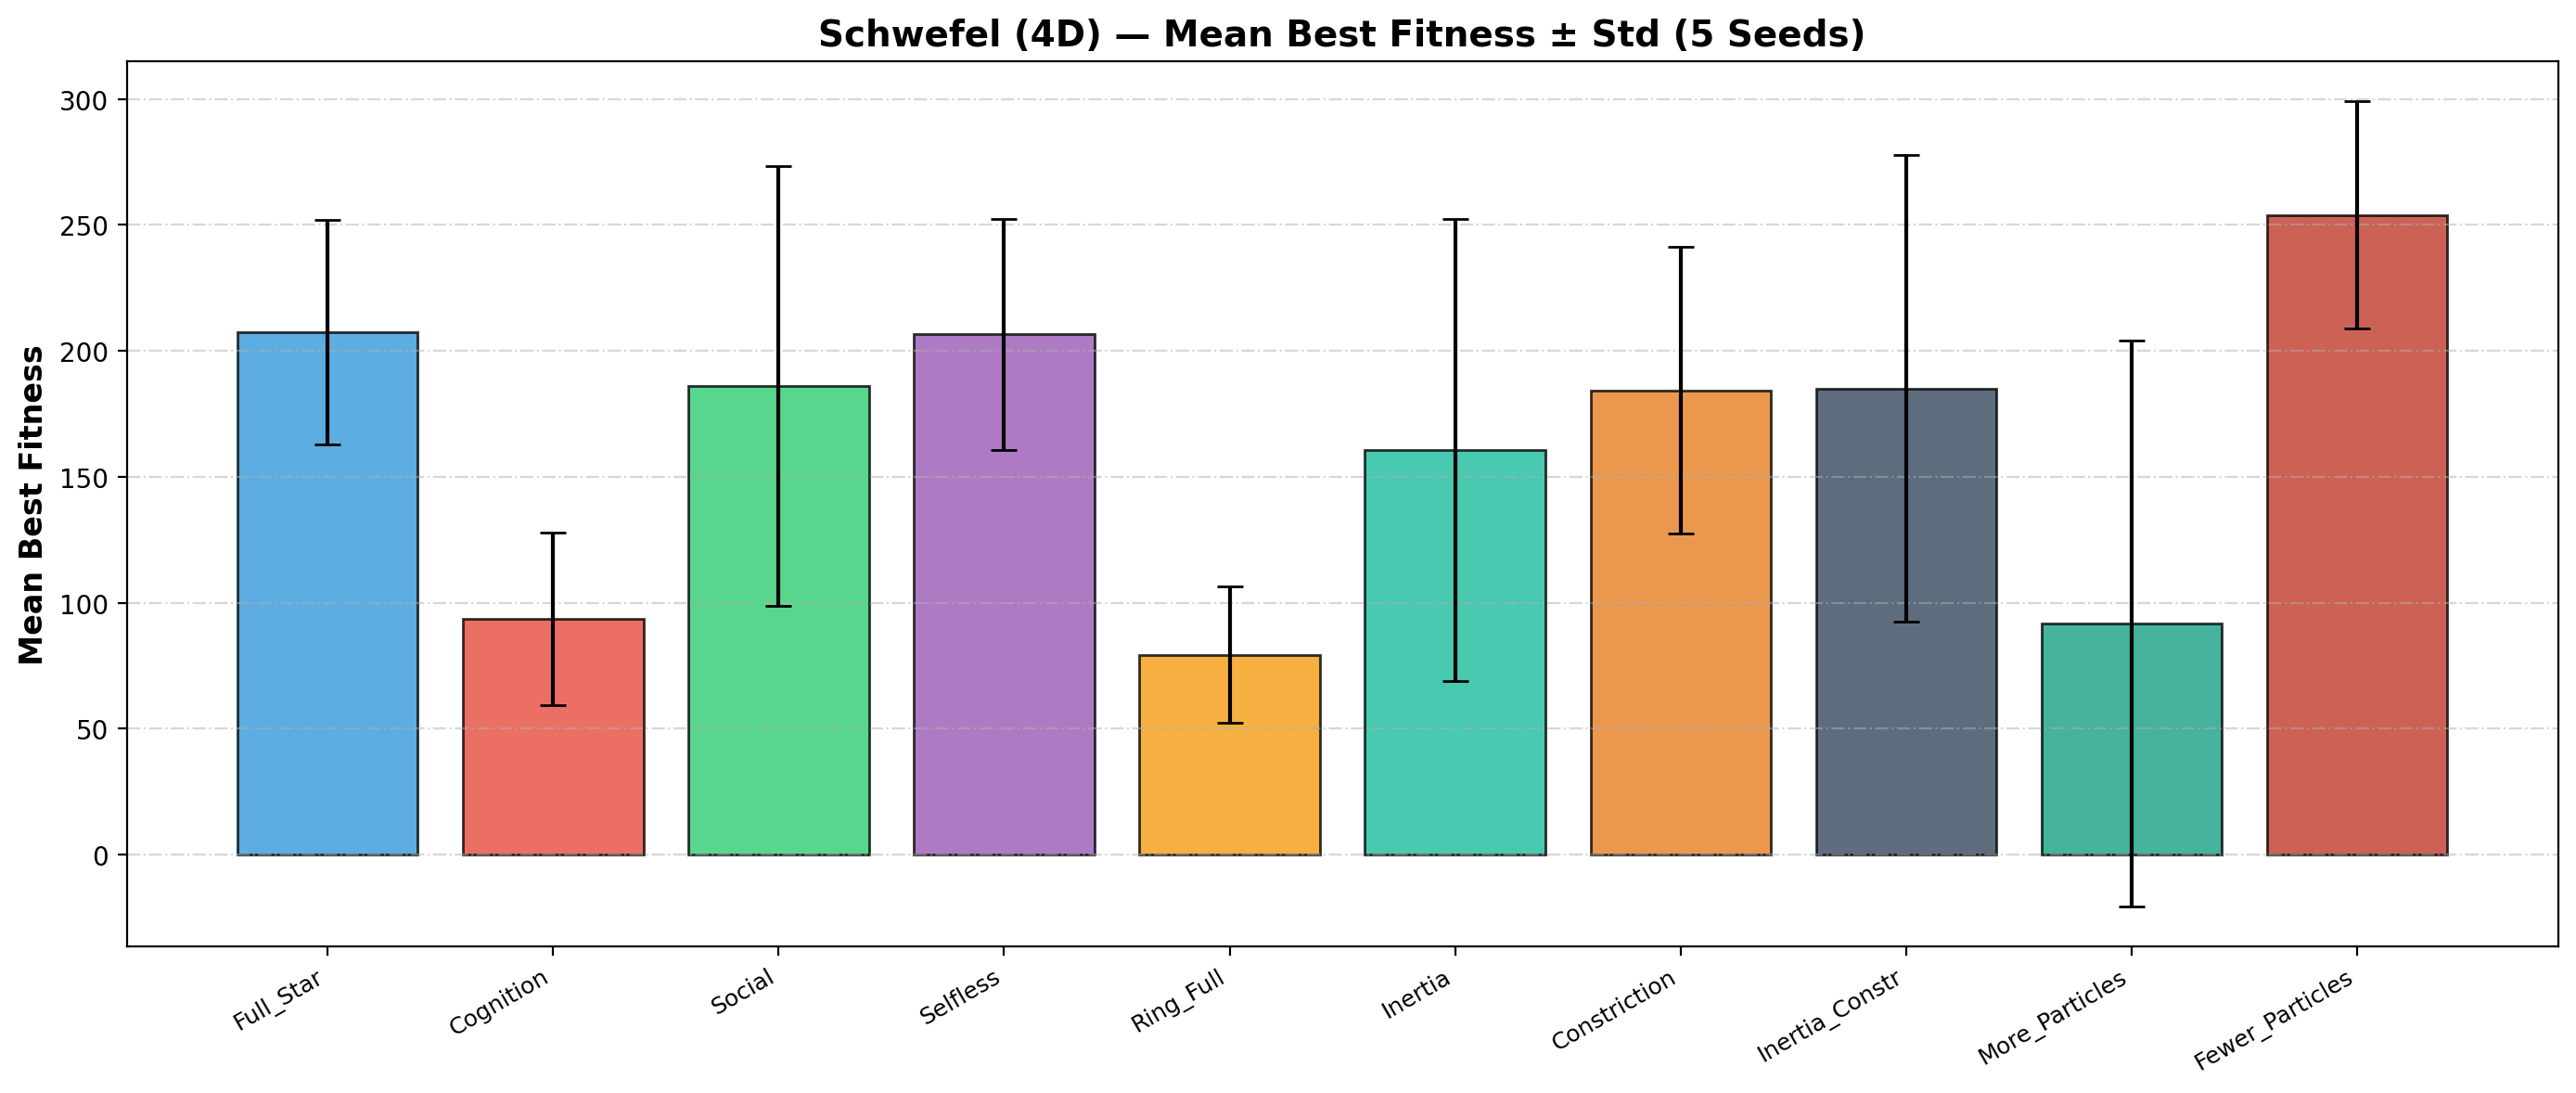 Schwefel (4D) — Mean Best Fitness ± Std (5 Seeds)
Mean Best Fitness
300
250
200
150
100
50
0
Full_Star
Cognition
Social
Selfless
Ring_Full
Inertia
Constriction
Inertia_Constr
More_Particles
Fewer_Particles